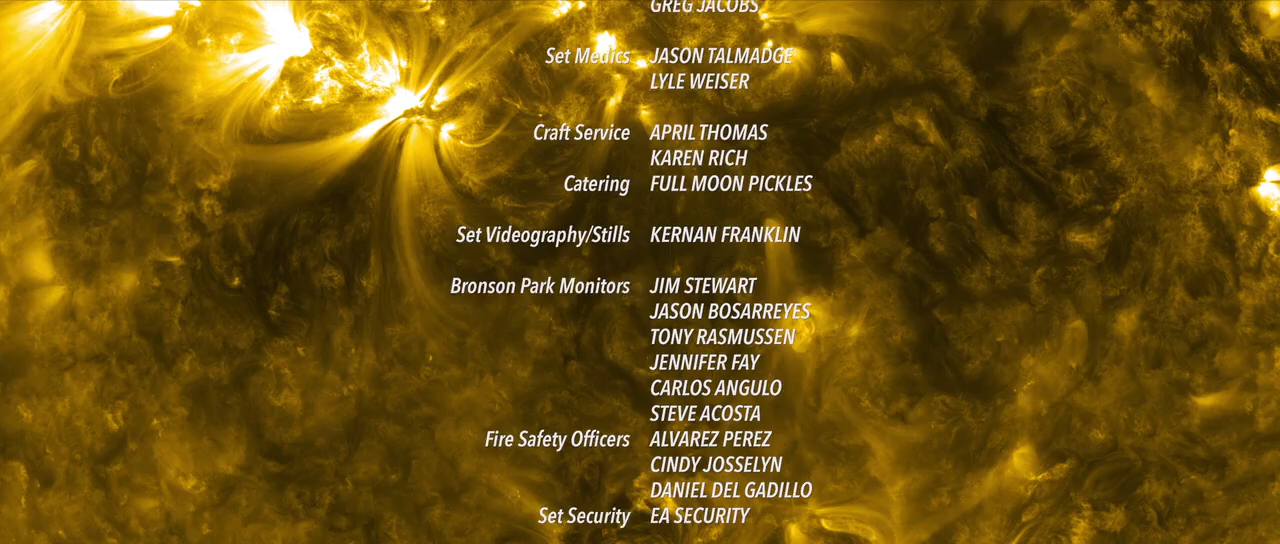 GREG JACOBS
Set Medics JASON TALMADGE
LYLE WEISER
Craft Service APRIL THOMAS
KAREN RICH
Catering FULL MOON PICKLES
Set Videography/Stills KERNAN FRANKLIN
Bronson Park Monitors JIM STEWART
JASON BOSARREYES
TONY RASMUSSEN
JENNIFER FAY
CARLOS ANGULO
STEVE ACOSTA
Fire Safety Officers ALVAREZ PEREZ
CINDY JOSSELYN
DANIEL DEL GADILLO
Set Security EA SECURITY